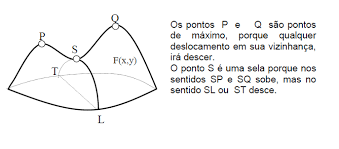 Q
P
S
T
F(x,y)
L
Os pontos P e Q são pontos
de máximo, porque qualquer
deslocamento em sua vizinhança,
irá descer.
O ponto S é uma sela porque nos
sentidos SP e SQ sobe, mas no
sentido SL ou ST desce.